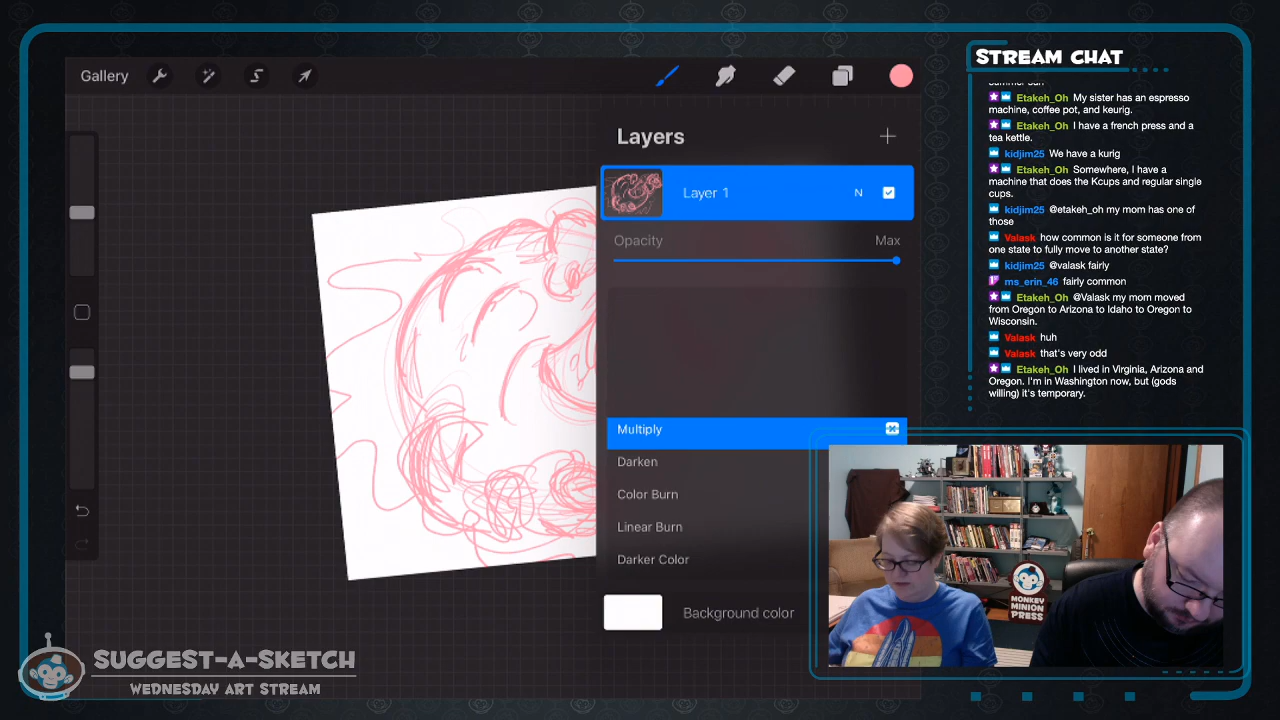 Gallery
Layers
Layer 1
N
Opacity
Max
Multiply
Darken
Color Burn
Linear Burn
Darker Color
Background color
STREAM CHAT
Etakeh_Oh My sister has an espresso
machine, coffee pot, and keurig.
Etakeh_Oh I have a french press and a
tea kettle.
kidjim25 We have a kurig
Etakeh_Oh Somewhere, I have a
machine that does the Kcups and regular single
cups.
kidjim25 @etakeh_oh my mom has one of
those
Valask how common is it for someone from
one state to fully move to another state?
kidjim25 @valask fairly
ms_erin_46 fairly common
Etakeh_Oh @Valask my mom moved
from Oregon to Arizona to Idaho to Oregon to
Wisconsin.
Valask huh
Valask that's very odd
Etakeh_Oh I lived in Virginia, Arizona and
Oregon. I'm in Washington now, but (gods
willing) it's temporary.
MONKEY
MINION
PRESS
SUGGEST-A-SKETCH
WEDNESDAY ART STREAM